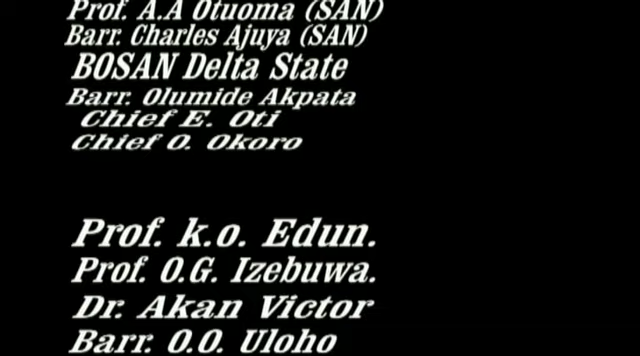 Prof. A.A Otuoma (SAN)
Barr. Charles Ajuya (SAN)
BOSAN Delta State
Barr. Olumide Akpata
Chief E. Oti
Chief O. Okoro
Prof. k.o. Edun.
Prof. O.G. Izebuwa.
Dr. Akan Victor
Barr. O.O. Uloho